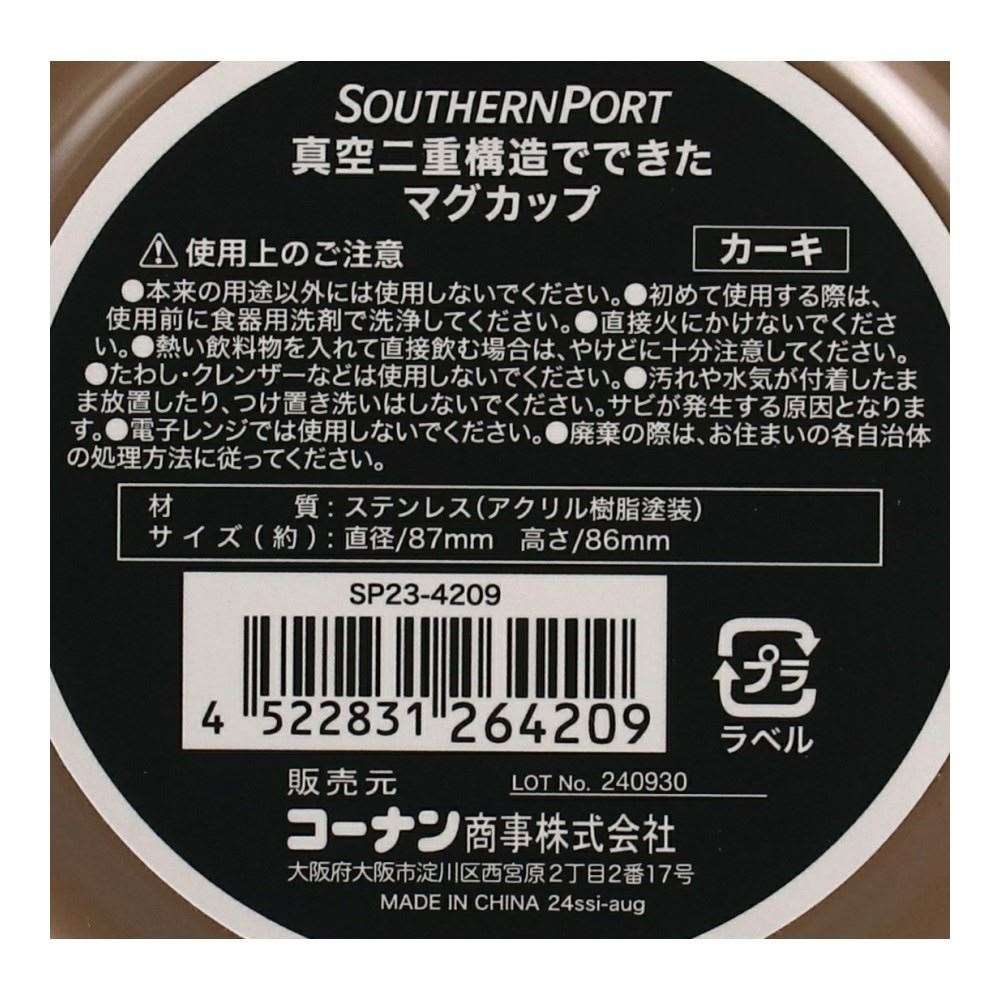 SOUTHERNPORT
真空二重構造でできた
マグカップ
⚠使用上のご注意
カーキ
●本来の用途以外には使用しないでください。●初めて使用する際は、
使用前に食器用洗剤で洗浄してください。●直接火にかけないでくださ
い。●熱い飲料物を入れて直接飲む場合は、やけどに十分注意してください。
●たわし・クレンザーなどは使用しないでください。●汚れや水気が付着したま
ま放置したり、つけ置き洗いはしないでください。サビが発生する原因となりま
す。●電子レンジでは使用しないでください。●廃棄の際は、お住まいの各自治体
の処理方法に従ってください。
材　　質：ステンレス(アクリル樹脂塗装)
サイズ(約)：直径/87mm　高さ/86mm
SP23-4209
4 522831 264209
プラ
ラベル
販売元
LOT No. 240930
コーナン商事株式会社
大阪府大阪市淀川区西宮原2丁目2番17号
MADE IN CHINA 24ssi-aug